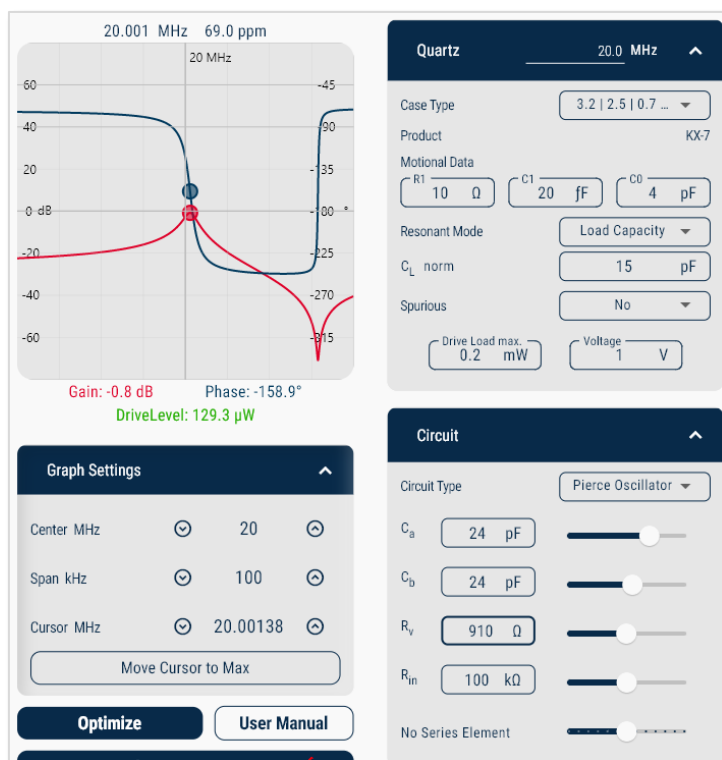 20.001 MHz 69.0 ppm
20 MHz
60 -45
40 -90
20 -135
0 dB -180 °
-20 -225
-40 -270
-60 -315
Gain: -0.8 dB Phase: -158.9°
DriveLevel: 129.3 µW
Graph Settings
Center MHz 20
Span kHz 100
Cursor MHz 20.00138
Move Cursor to Max
Optimize User Manual
Quartz 20.0 MHz
Case Type 3.2 | 2.5 | 0.7 ...
Product KX-7
Motional Data
R1 C1 C0
10 Ω 20 fF 4 pF
Resonant Mode Load Capacity
CL norm 15 pF
Spurious No
Drive Load max. Voltage
0.2 mW 1 V
Circuit
Circuit Type Pierce Oscillator
Ca 24 pF
Cb 24 pF
Rv 910 Ω
Rin 100 kΩ
No Series Element